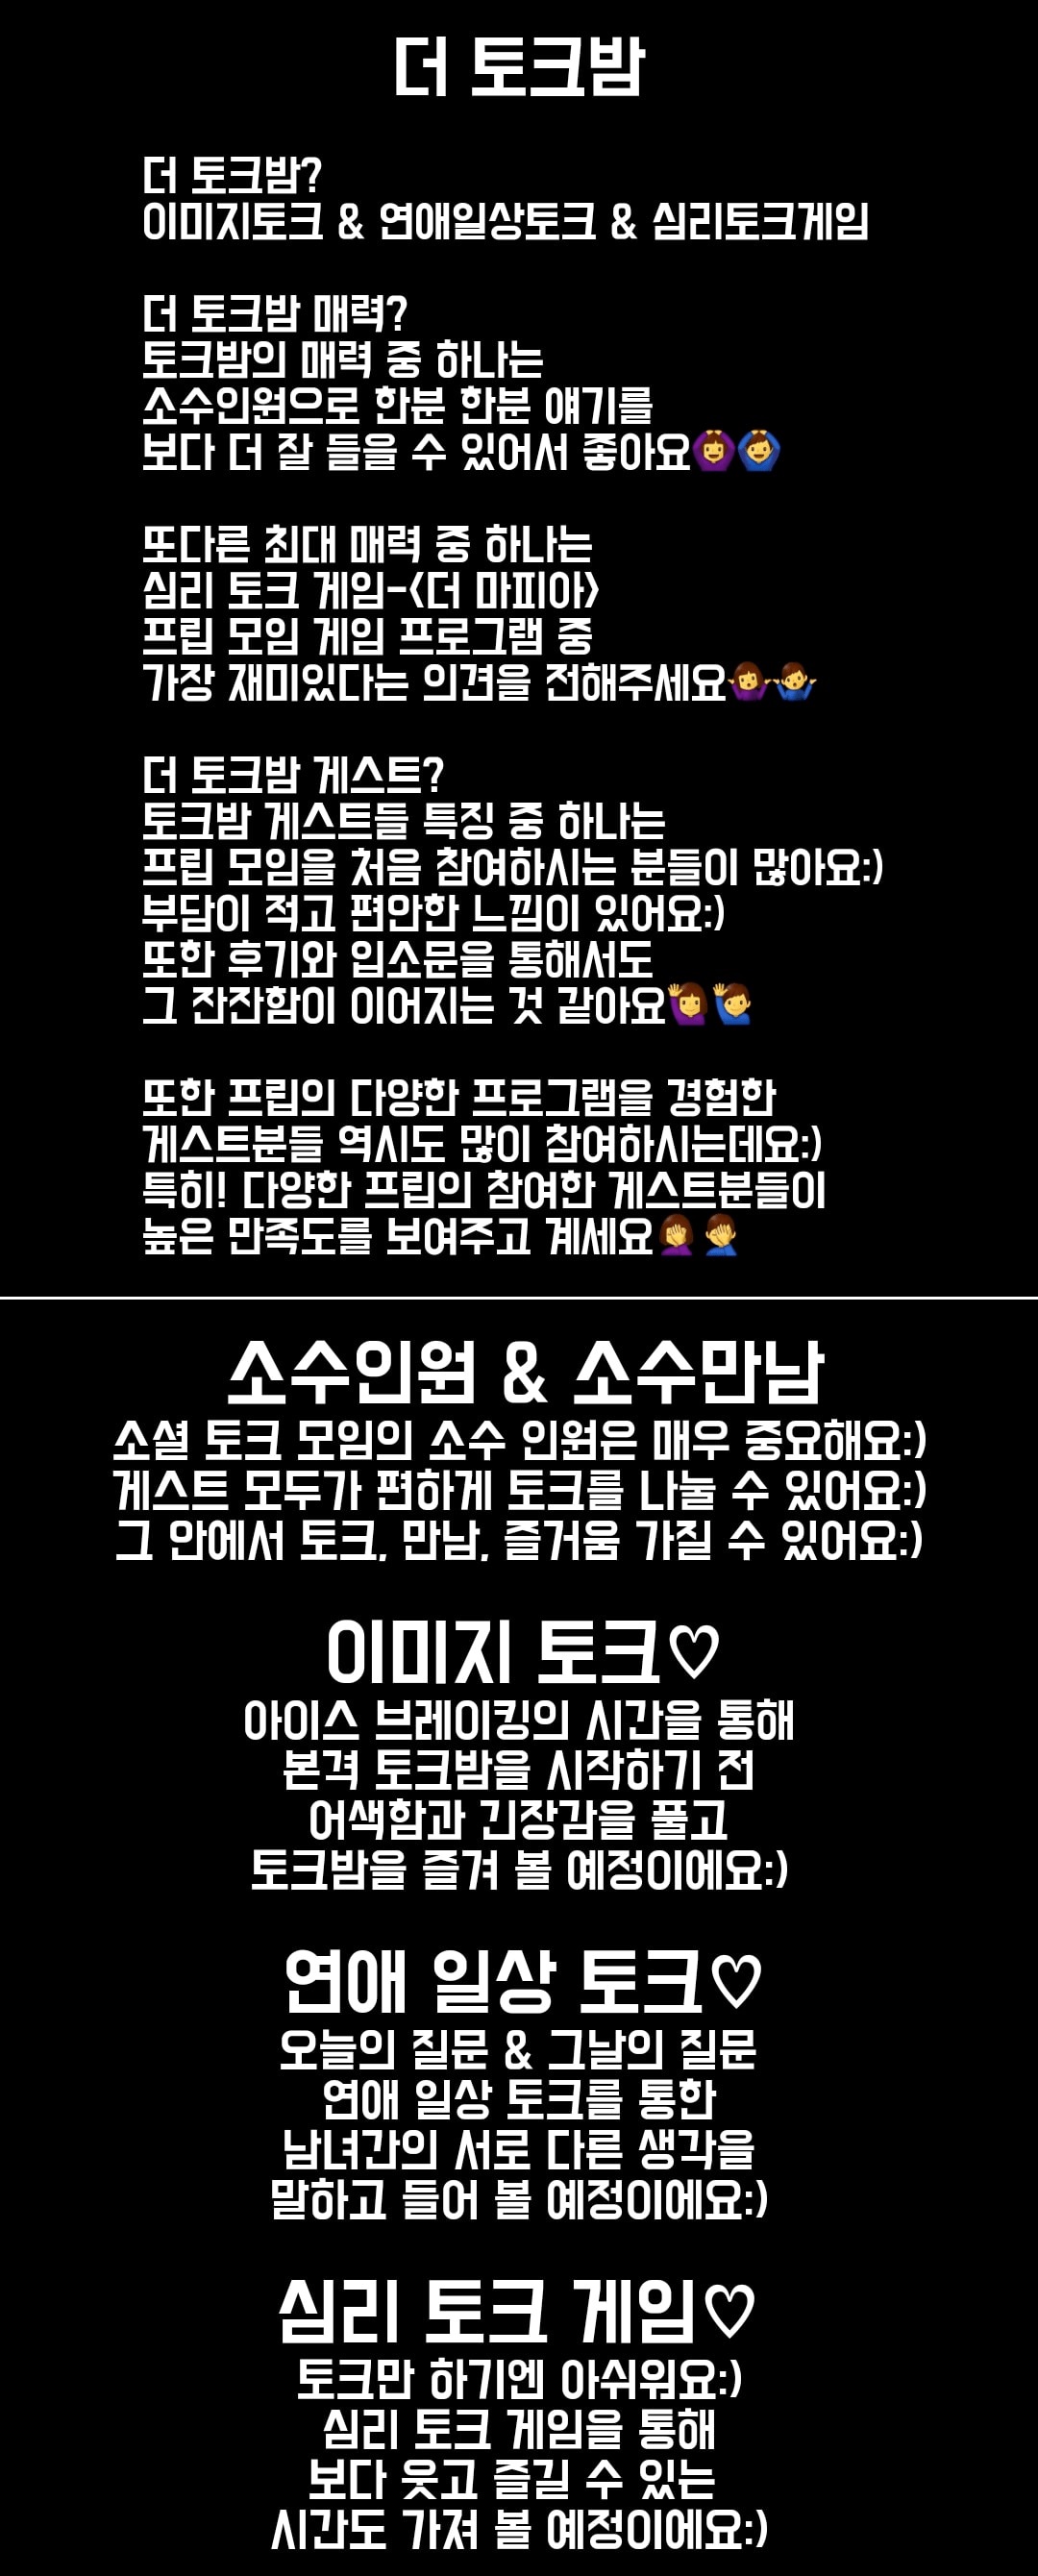 더 토크밤
더 토크밤?
이미지토크 & 연애일상토크 & 심리토크게임
더 토크밤 매력?
토크밤의 매력 중 하나는
소수인원으로 한분 한분 얘기를
보다 더 잘 들을 수 있어서 좋아요🙆‍♀️🙆‍♂️
또다른 최대 매력 중 하나는
심리 토크 게임-<더 마피아>
프립 모임 게임 프로그램 중
가장 재미있다는 의견을 전해주세요🤷‍♀️🤷‍♂️
더 토크밤 게스트?
토크밤 게스트들 특징 중 하나는
프립 모임을 처음 참여하시는 분들이 많아요:)
부담이 적고 편안한 느낌이 있어요:)
또한 후기와 입소문을 통해서도
그 잔잔함이 이어지는 것 같아요🙋‍♀️🙋‍♂️
또한 프립의 다양한 프로그램을 경험한
게스트분들 역시도 많이 참여하시는데요:)
특히! 다양한 프립의 참여한 게스트분들이
높은 만족도를 보여주고 계세요🤦‍♀️🤦‍♂️
소수인원 & 소수만남
소셜 토크 모임의 소수 인원은 매우 중요해요:)
게스트 모두가 편하게 토크를 나눌 수 있어요:)
그 안에서 토크, 만남, 즐거움 가질 수 있어요:)
이미지 토크♡
아이스 브레이킹의 시간을 통해
본격 토크밤을 시작하기 전
어색함과 긴장감을 풀고
토크밤을 즐겨 볼 예정이에요:)
연애 일상 토크♡
오늘의 질문 & 그날의 질문
연애 일상 토크를 통한
남녀간의 서로 다른 생각을
말하고 들어 볼 예정이에요:)
심리 토크 게임♡
토크만 하기엔 아쉬워요:)
심리 토크 게임을 통해
보다 웃고 즐길 수 있는
시간도 가져 볼 예정이에요:)